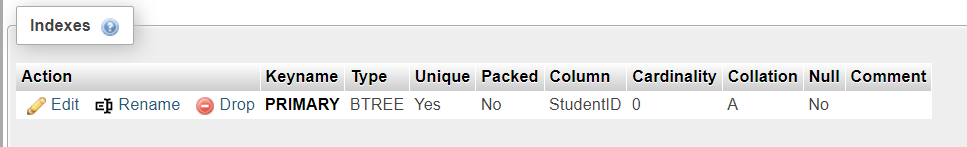 Indexes
Action Keyname Type Unique Packed Column Cardinality Collation Null Comment
Edit Rename Drop PRIMARY BTREE Yes No StudentID 0 A No